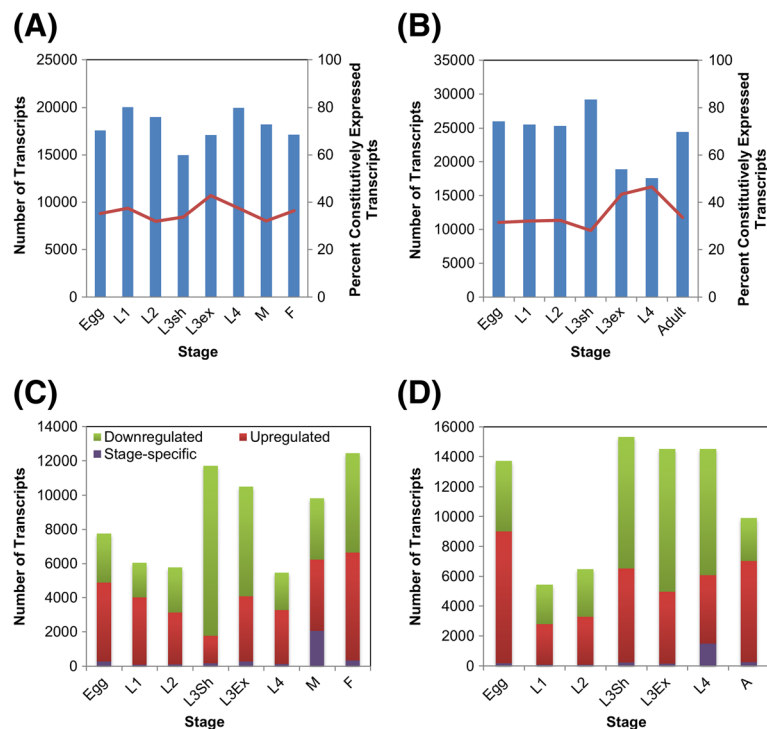 (A)
25000
20000
15000
10000
5000
0
100
80
60
40
20
0
Number of Transcripts
Percent Constitutively Expressed
Transcripts
Egg
L1
L2
L3sh
L3ex
L4
M
F
Stage
(B)
35000
30000
25000
20000
15000
10000
5000
0
100
80
60
40
20
0
Number of Transcripts
Percent Constitutively Expressed
Transcripts
Egg
L1
L2
L3sh
L3ex
L4
Adult
Stage
(C)
14000
12000
10000
8000
6000
4000
2000
0
Number of Transcripts
Downregulated
Upregulated
Stage-specific
Egg
L1
L2
L3Sh
L3Ex
L4
M
F
Stage
(D)
16000
14000
12000
10000
8000
6000
4000
2000
0
Number of Transcripts
Egg
L1
L2
L3Sh
L3Ex
L4
A
Stage